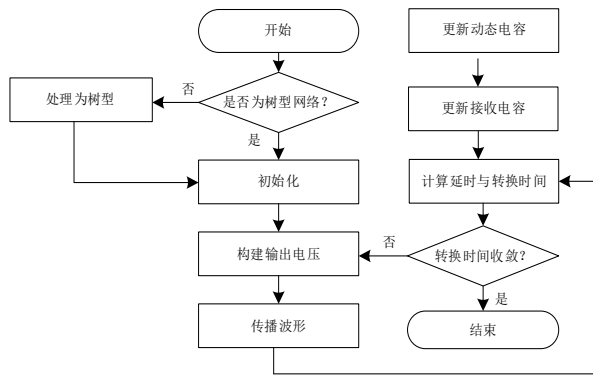 开始
是否为树型网络？
否
处理为树型
是
初始化
构建输出电压
传播波形
更新动态电容
更新接收电容
计算延时与转换时间
转换时间收敛？
否
是
结束